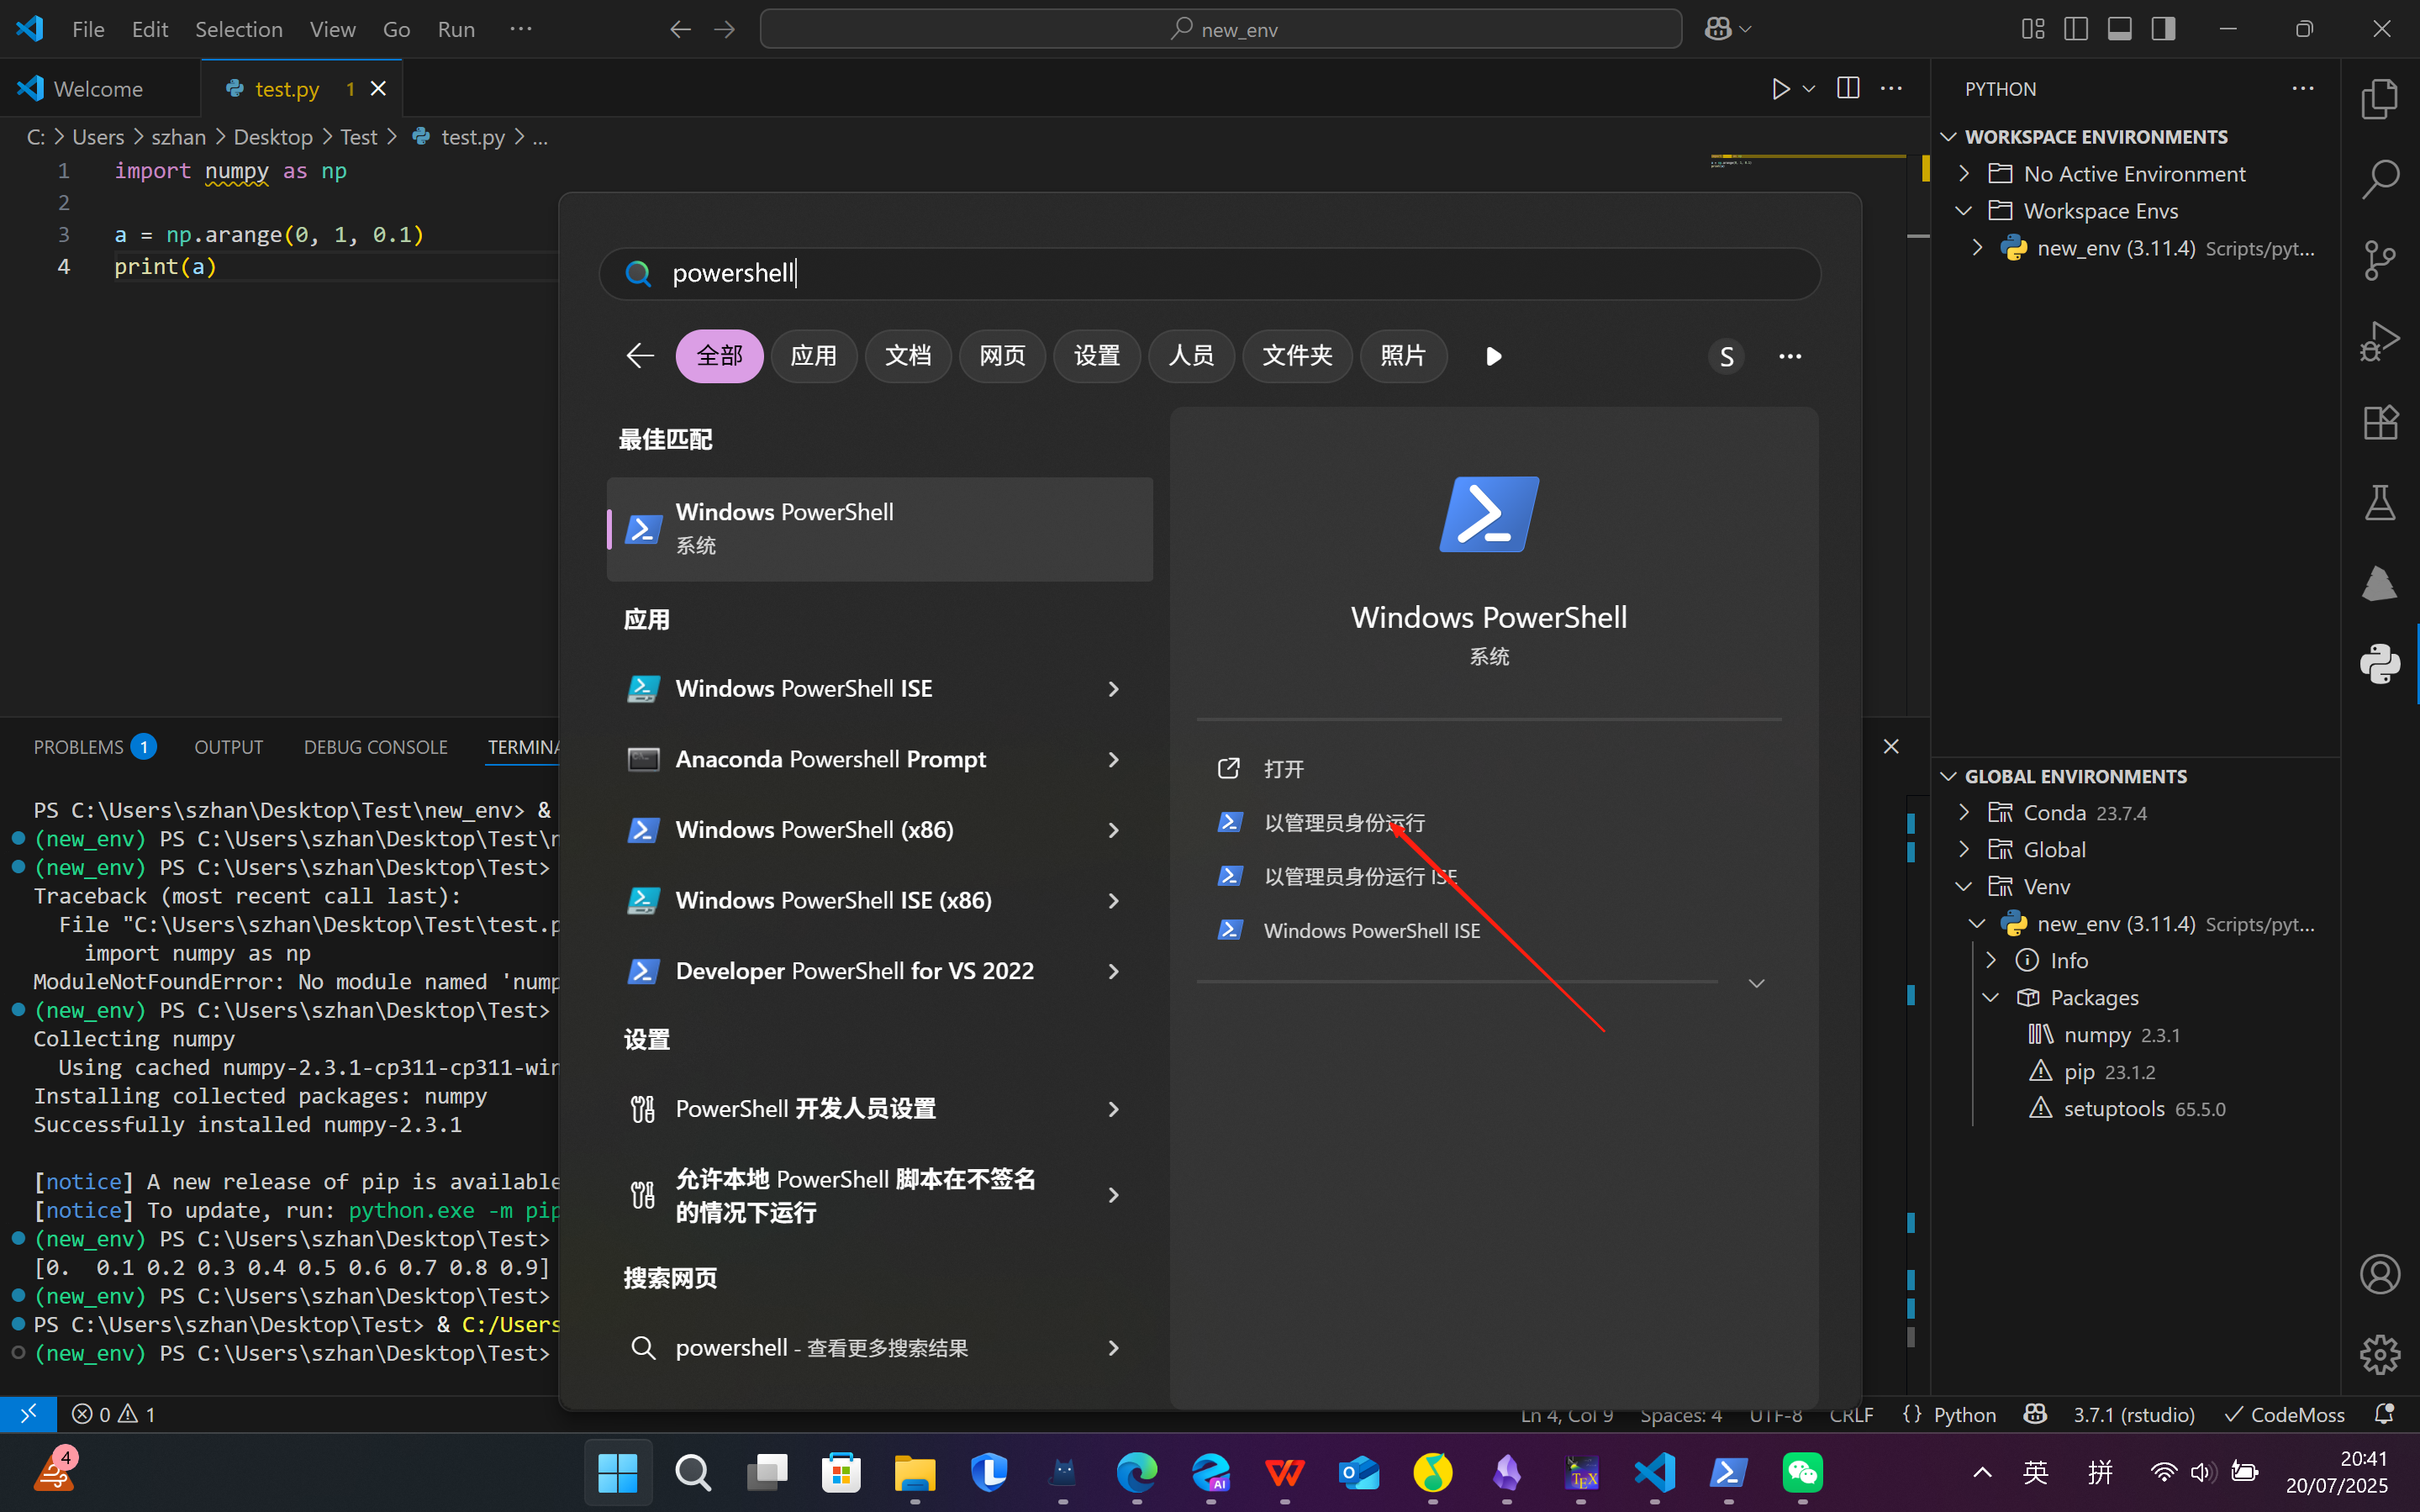 File Edit Selection View Go Run ···
new_env
Welcome
test.py 1
C: > Users > szhan > Desktop > Test > test.py > ...
1 import numpy as np
2
3 a = np.arange(0, 1, 0.1)
4 print(a)
powershell
全部 应用 文档 网页 设置 人员 文件夹 照片
S
最佳匹配
Windows PowerShell
系统
应用
Windows PowerShell ISE
Anaconda Powershell Prompt
Windows PowerShell (x86)
Windows PowerShell ISE (x86)
Developer PowerShell for VS 2022
设置
PowerShell 开发人员设置
允许本地 PowerShell 脚本在不签名
的情况下运行
搜索网页
powershell - 查看更多搜索结果
Windows PowerShell
系统
打开
以管理员身份运行
以管理员身份运行 ISE
Windows PowerShell ISE
PROBLEMS 1 OUTPUT DEBUG CONSOLE TERMINA
PS C:\Users\szhan\Desktop\Test\new_env> &
(new_env) PS C:\Users\szhan\Desktop\Test\n
(new_env) PS C:\Users\szhan\Desktop\Test>
Traceback (most recent call last):
File "C:\Users\szhan\Desktop\Test\test.p
import numpy as np
ModuleNotFoundError: No module named 'nump
(new_env) PS C:\Users\szhan\Desktop\Test>
Collecting numpy
Using cached numpy-2.3.1-cp311-cp311-win
Installing collected packages: numpy
Successfully installed numpy-2.3.1
[notice] A new release of pip is available
[notice] To update, run: python.exe -m pip
(new_env) PS C:\Users\szhan\Desktop\Test>
[0. 0.1 0.2 0.3 0.4 0.5 0.6 0.7 0.8 0.9]
(new_env) PS C:\Users\szhan\Desktop\Test>
PS C:\Users\szhan\Desktop\Test> & C:/Users
(new_env) PS C:\Users\szhan\Desktop\Test>
PYTHON
WORKSPACE ENVIRONMENTS
No Active Environment
Workspace Envs
new_env (3.11.4) Scripts/pyt...
GLOBAL ENVIRONMENTS
Conda 23.7.4
Global
Venv
new_env (3.11.4) Scripts/pyt...
Info
Packages
numpy 2.3.1
pip 23.1.2
setuptools 65.5.0
0 1
Ln 4, Col 9 Spaces: 4 UTF-8 CRLF {} Python 3.7.1 (rstudio) CodeMoss
4
AI
TEX
英 拼
20:41
20/07/2025